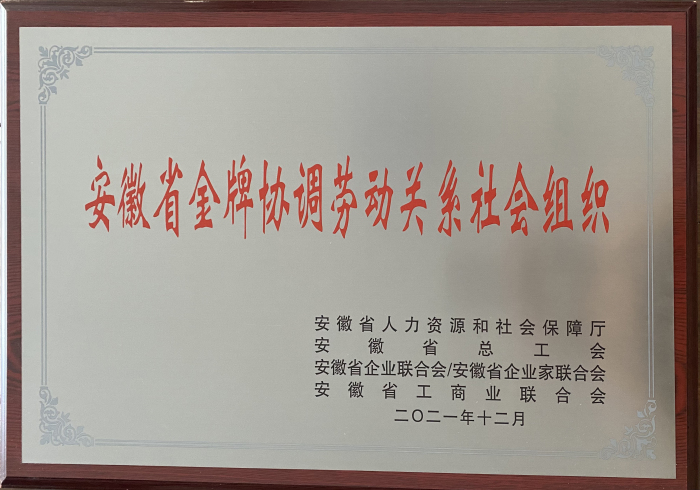 安徽省金牌协调劳动关系社会组织
安徽省人力资源和社会保障厅
安徽省总工会
安徽省企业联合会/安徽省企业家联合会
安徽省工商业联合会
二〇二一年十二月